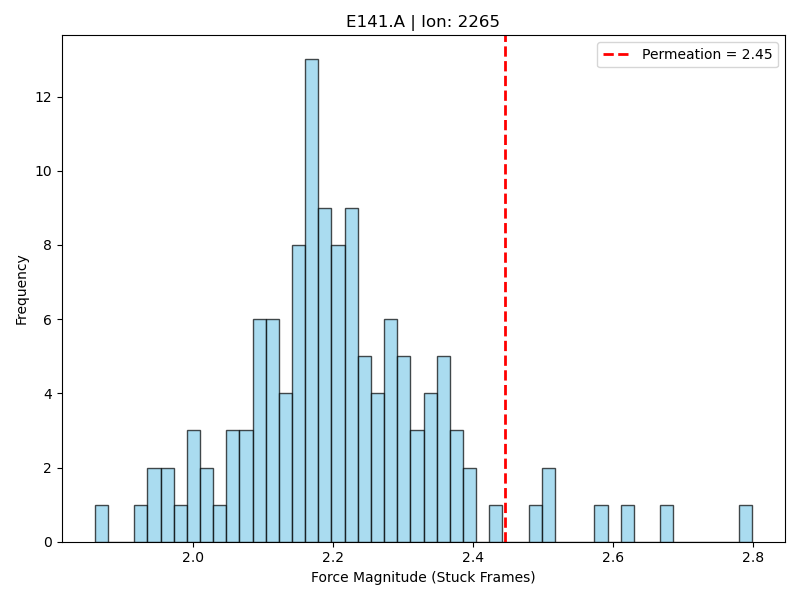 E141.A | Ion: 2265
Permeation = 2.45
Frequency
12
10
8
6
4
2
0
2.0 2.2 2.4 2.6 2.8
Force Magnitude (Stuck Frames)